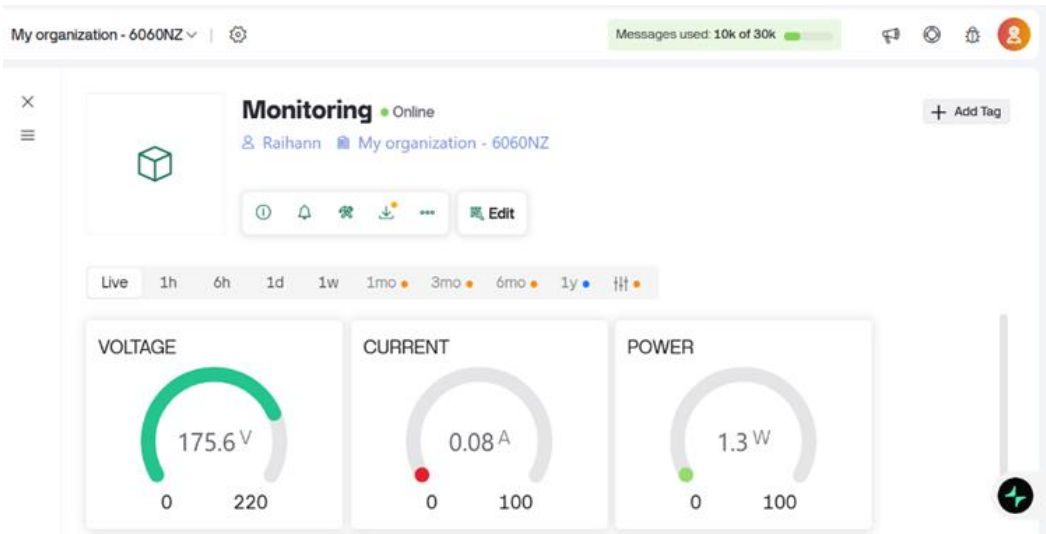 My organization - 6060NZ
Messages used: 10k of 30k
Monitoring Online
Add Tag
Raihann My organization - 6060NZ
Edit
Live 1h 6h 1d 1w 1mo 3mo 6mo 1y
VOLTAGE CURRENT POWER
175.6 V 0.08 A 1.3 W
0 220 0 100 0 100